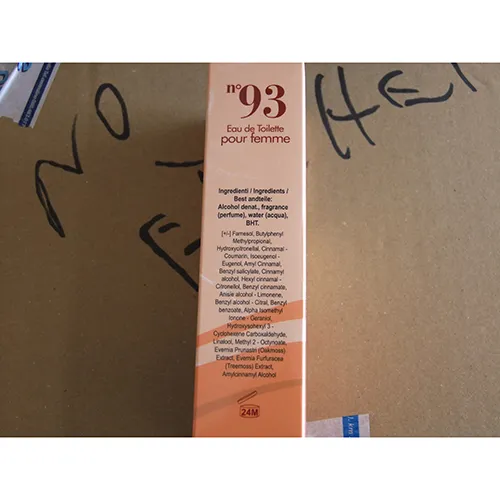 n° 93
Eau de Toilette
pour femme
Ingredienti / Ingredients /
Best andteile:
Alcohol denat., fragrance
(perfume), water (acqua),
BHT.
[+/-] Farnesol, Butylphenyl
Methylpropional,
Hydroxycitronellal, Cinnamal -
Coumarin, Isoeugenol -
Eugenol, Amyl Cinnamal,
Benzyl salicylate, Cinnamyl
alcohol, Hexyl cinnamal -
Citronellol, Benzyl cinnamate,
Anisie alcohol - Limonene,
Benzyl alcohol - Citral, Benzyl
benzoate, Alpha Isomethyl
Ionone - Geraniol,
Hydroxysohexyl 3 -
Cyclohexene Carboxaldehyde,
Linalool, Methyl 2 - Octynoate,
Evernia Prunastri (Oakmoss)
Extract, Evernia Furfuracea
(Treemoss) Extract,
Amylcinnamyl Alcohol
24M
NO